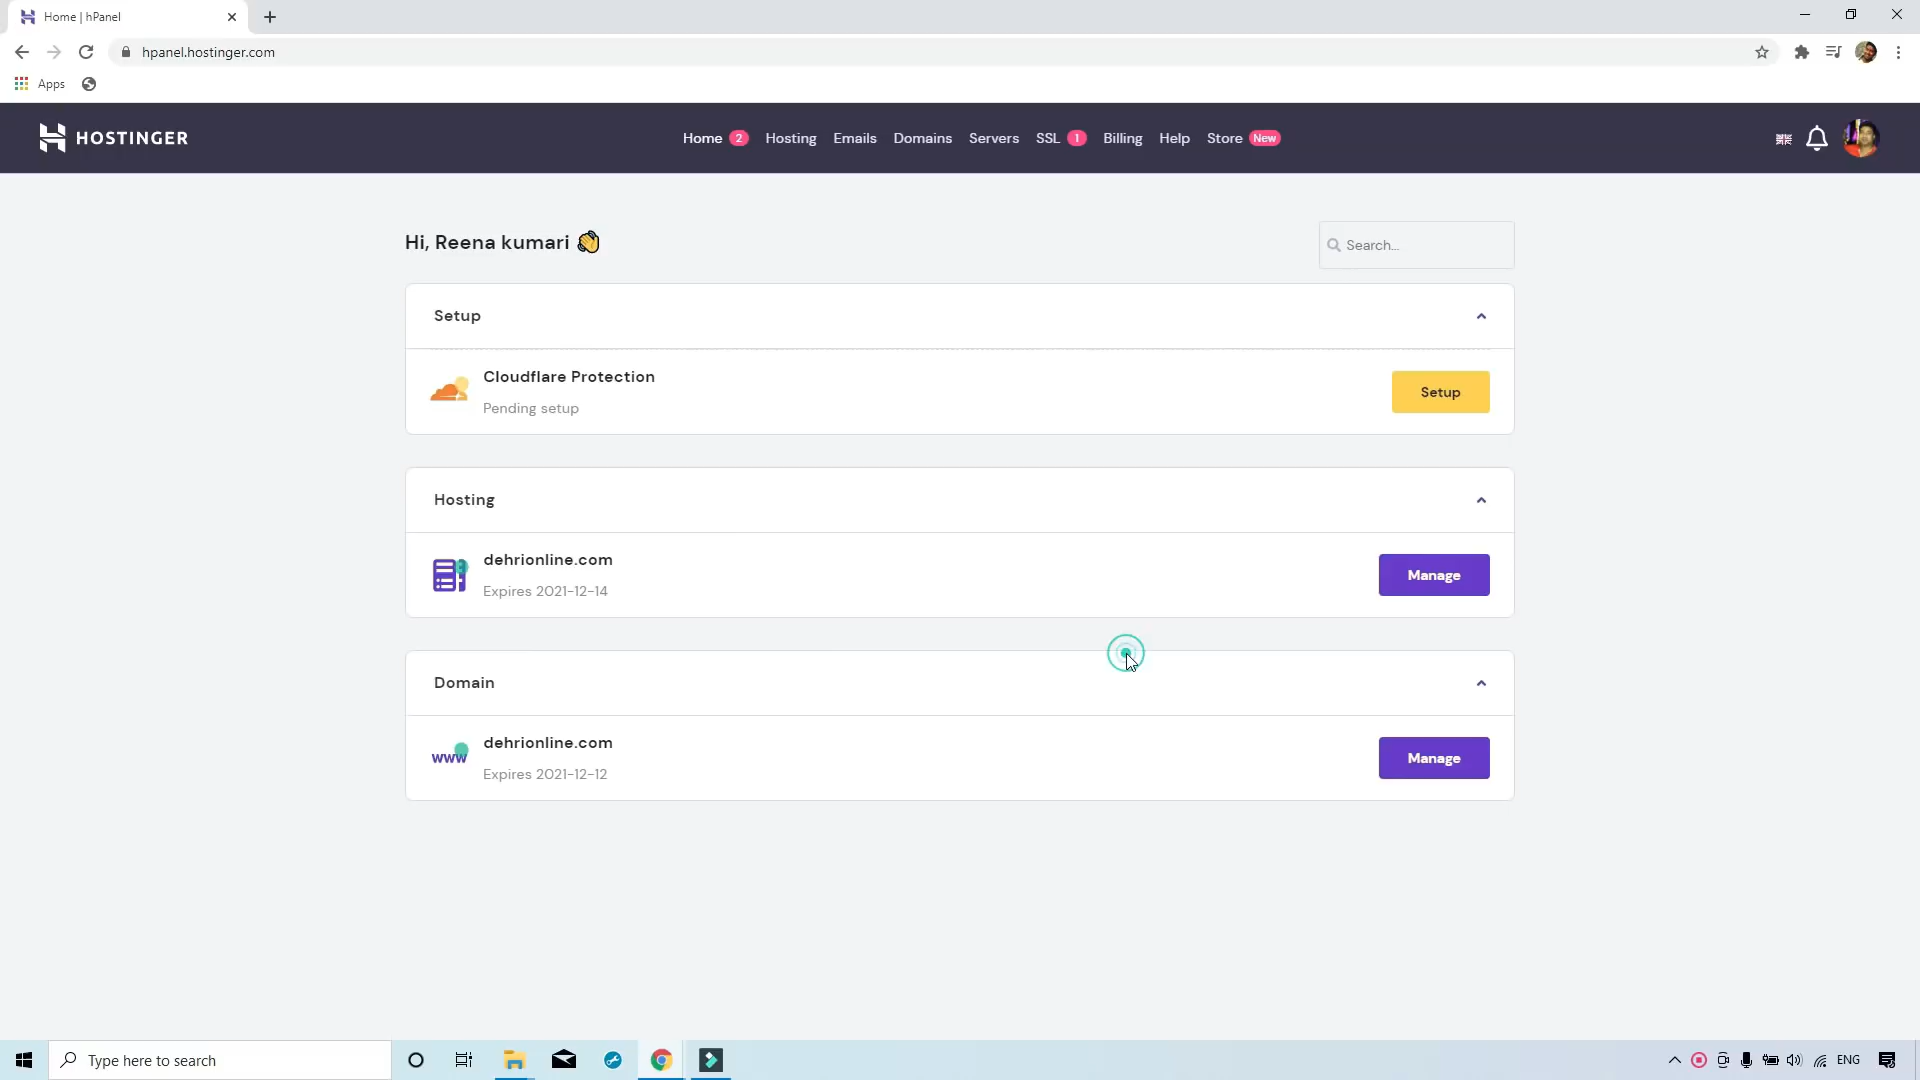 Home | hPanel
hpanel.hostinger.com
Apps
HOSTINGER
Home 2 Hosting Emails Domains Servers SSL 1 Billing Help Store New
Hi, Reena kumari
Search...
Setup
Cloudflare Protection
Pending setup
Setup
Hosting
dehrionline.com
Expires 2021-12-14
Manage
Domain
www
dehrionline.com
Expires 2021-12-12
Manage
Type here to search
ENG